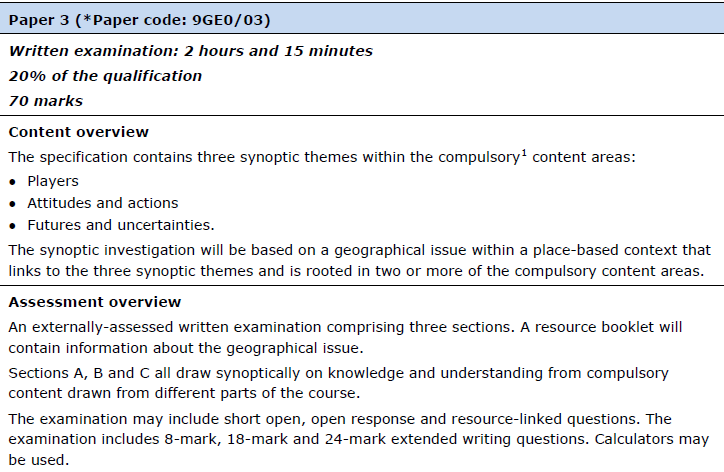 Paper 3 (*Paper code: 9GE0/03)
Written examination: 2 hours and 15 minutes
20% of the qualification
70 marks
Content overview
The specification contains three synoptic themes within the compulsory¹ content areas:
● Players
● Attitudes and actions
● Futures and uncertainties.
The synoptic investigation will be based on a geographical issue within a place-based context that
links to the three synoptic themes and is rooted in two or more of the compulsory content areas.
Assessment overview
An externally-assessed written examination comprising three sections. A resource booklet will
contain information about the geographical issue.
Sections A, B and C all draw synoptically on knowledge and understanding from compulsory
content drawn from different parts of the course.
The examination may include short open, open response and resource-linked questions. The
examination includes 8-mark, 18-mark and 24-mark extended writing questions. Calculators may
be used.